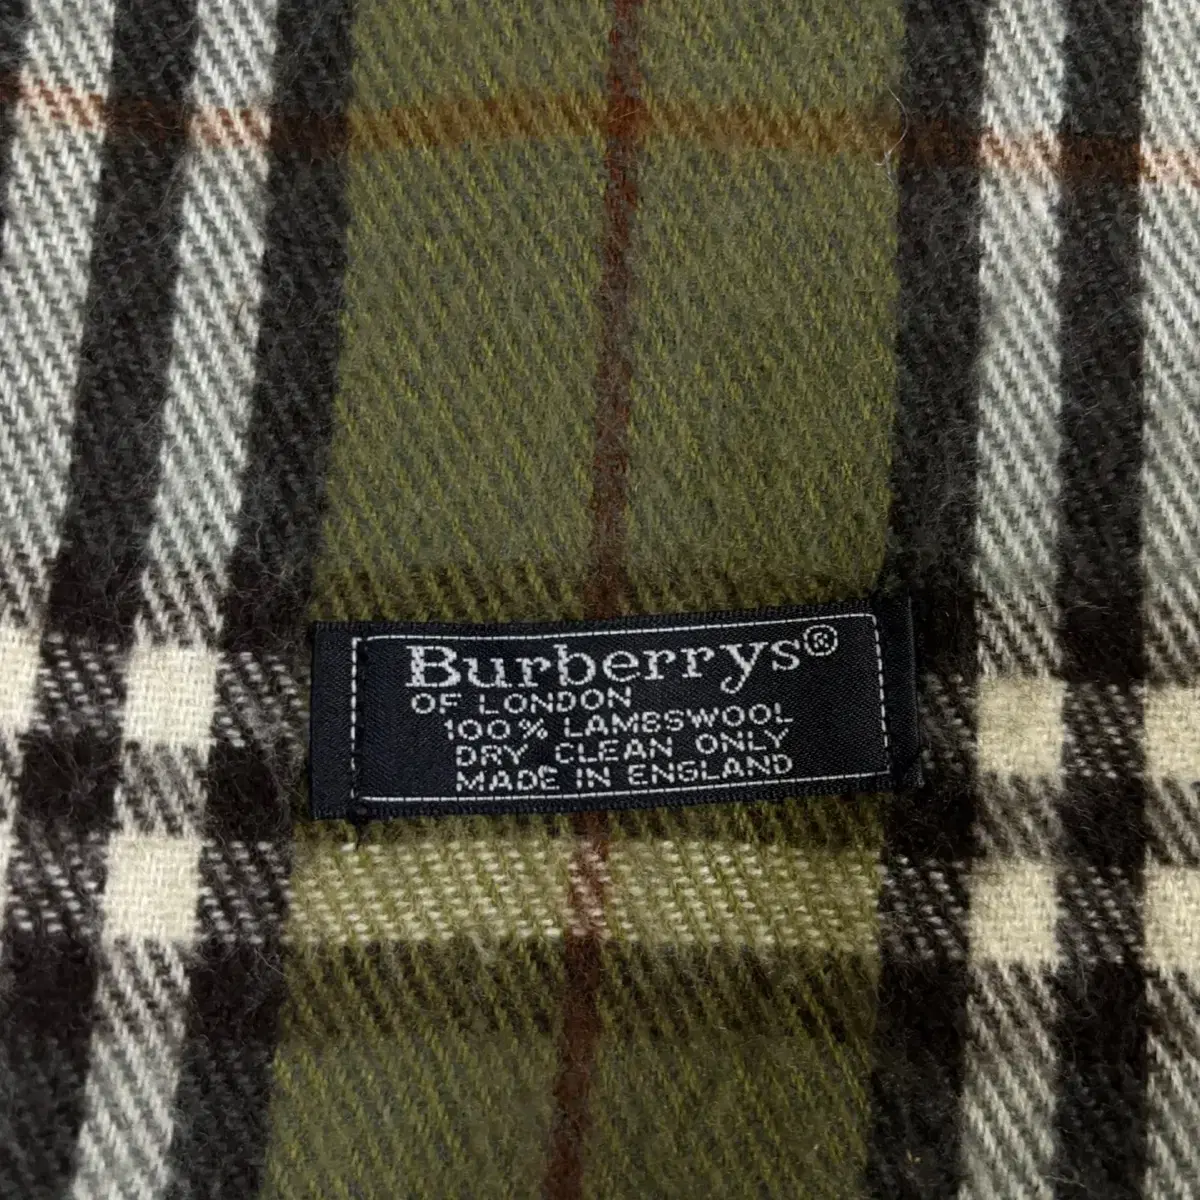 Burberrys®
OF LONDON
100% LAMBSWOOL
DRY CLEAN ONLY
MADE IN ENGLAND